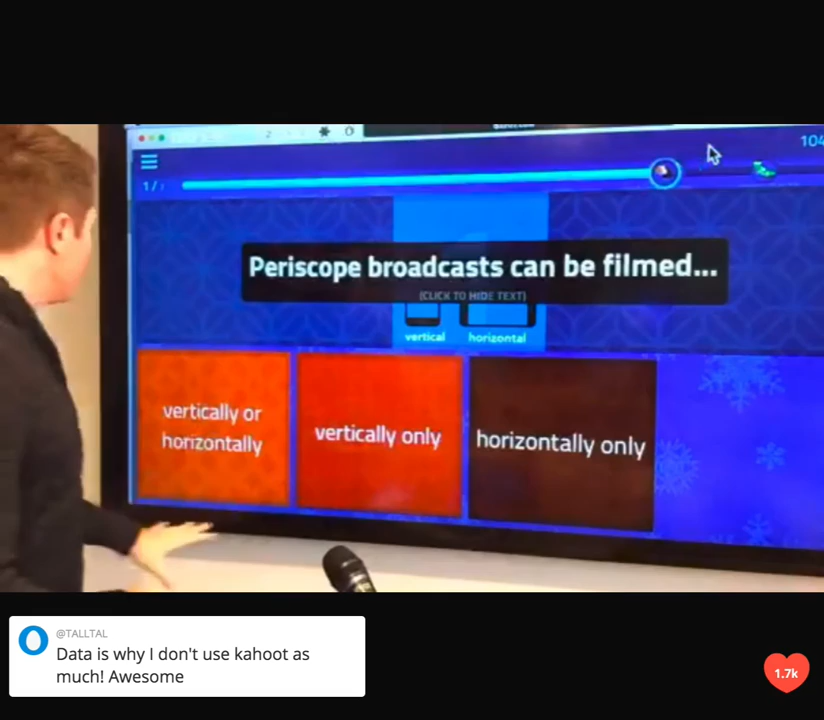 104
1/
Periscope broadcasts can be filmed...
(CLICK TO HIDE TEXT)
vertical horizontal
vertically or
horizontally
vertically only
horizontally only
@TALLTAL
Data is why I don't use kahoot as
much! Awesome
1.7k